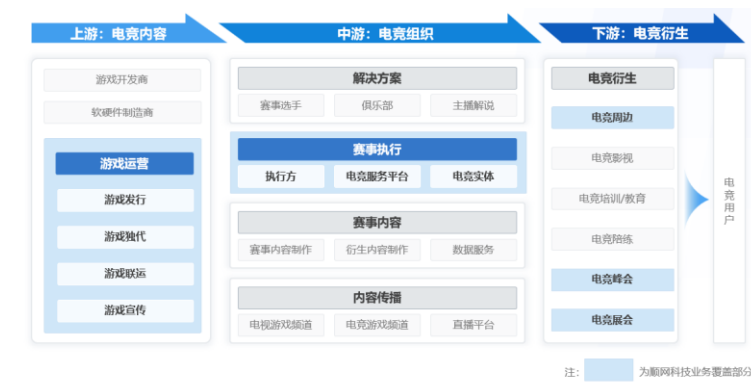 上游：电竞内容
中游：电竞组织
下游：电竞衍生
游戏开发商
软硬件制造商
游戏运营
游戏发行
游戏独代
游戏联运
游戏宣传
解决方案
赛事选手 俱乐部 主播解说
赛事执行
执行方 电竞服务平台 电竞实体
赛事内容
赛事内容制作 衍生内容制作 数据服务
内容传播
电视游戏频道 电竞游戏频道 直播平台
电竞衍生
电竞周边
电竞影视
电竞培训/教育
电竞陪练
电竞峰会
电竞展会
电竞用户
注：
为顺网科技业务覆盖部分